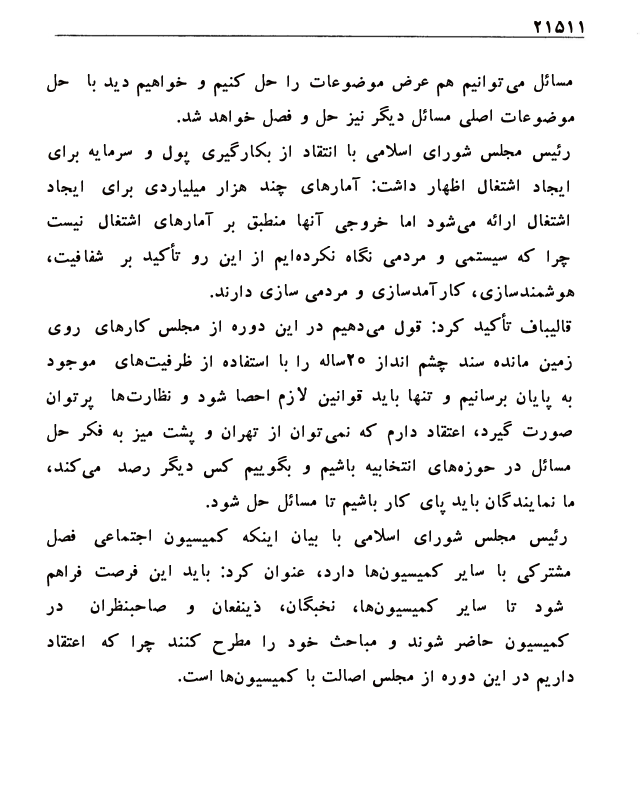 ۲۱۵۱۱
مسائل می‌توانیم هم عرض موضوعات را حل کنیم و خواهیم دید با حل
موضوعات اصلی مسائل دیگر نیز حل و فصل خواهد شد.
رئیس مجلس شورای اسلامی با انتقاد از بکارگیری پول و سرمایه برای
ایجاد اشتغال اظهار داشت: آمارهای چند هزار میلیاردی برای ایجاد
اشتغال ارائه می‌شود اما خروجی آنها منطبق بر آمارهای اشتغال نیست
چرا که سیستمی و مردمی نگاه نکرده‌ایم از این رو تأکید بر شفافیت،
هوشمندسازی، کارآمدسازی و مردمی سازی دارند.
قالیباف تأکید کرد: قول می‌دهیم در این دوره از مجلس کارهای روی
زمین مانده سند چشم انداز ۲۰ساله را با استفاده از ظرفیت‌های موجود
به پایان برسانیم و تنها باید قوانین لازم احصا شود و نظارت‌ها پرتوان
صورت گیرد، اعتقاد دارم که نمی‌توان از تهران و پشت میز به فکر حل
مسائل در حوزه‌های انتخابیه باشیم و بگوییم کس دیگر رصد می‌کند،
ما نمایندگان باید پای کار باشیم تا مسائل حل شود.
رئیس مجلس شورای اسلامی با بیان اینکه کمیسیون اجتماعی فصل
مشترکی با سایر کمیسیون‌ها دارد، عنوان کرد: باید این فرصت فراهم
شود تا سایر کمیسیون‌ها، نخبگان، ذینفعان و صاحبنظران در
کمیسیون حاضر شوند و مباحث خود را مطرح کنند چرا که اعتقاد
داریم در این دوره از مجلس اصالت با کمیسیون‌ها است.